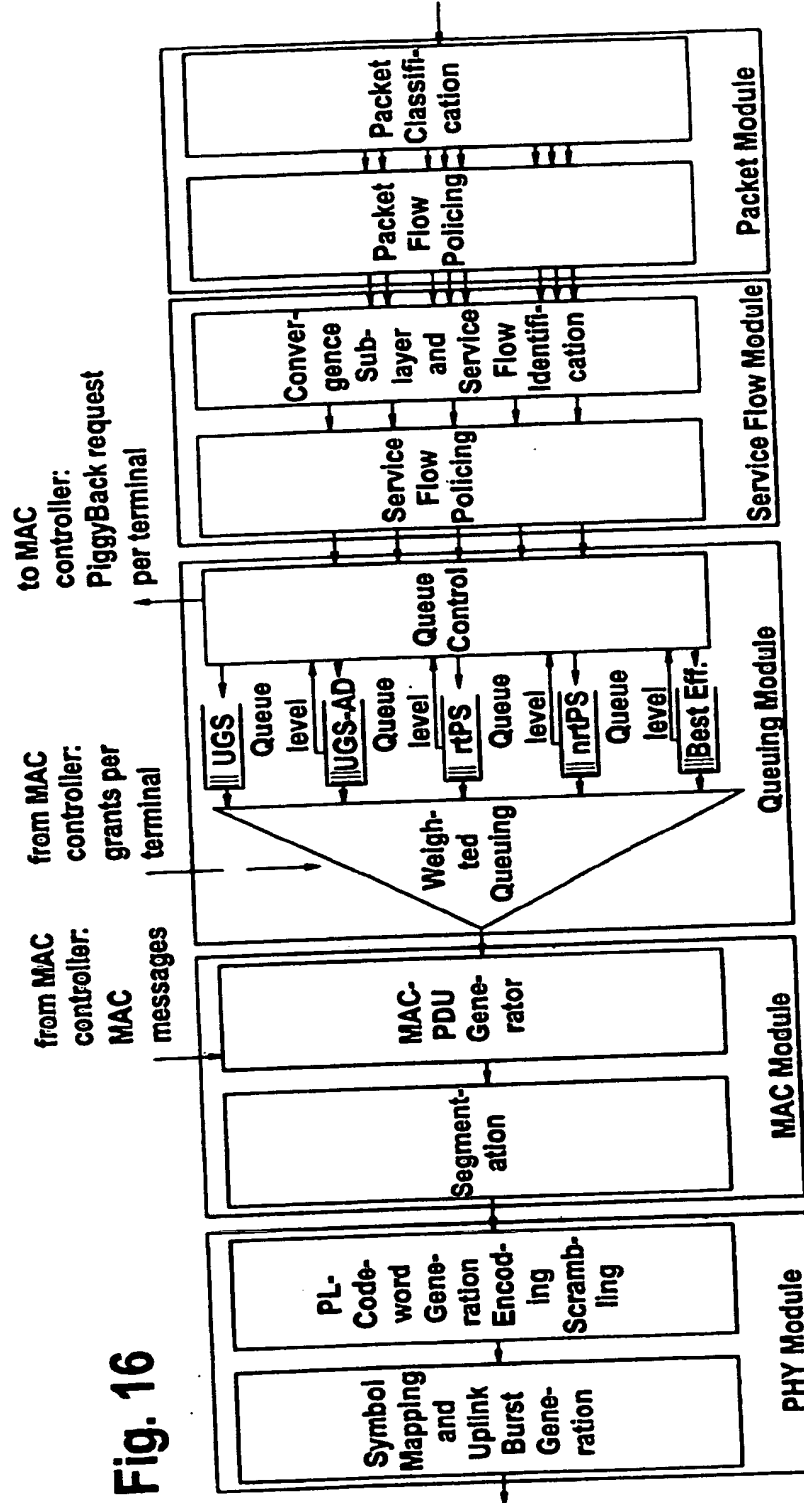 Fig. 16
from MAC
controller:
MAC
messages
from MAC
controller:
grants per
terminal
to MAC
controller:
PiggyBack request
per terminal
Symbol
Mapping
and
Uplink
Burst
Gene-
ration
PL-
Code-
word
Gene-
ration
Encod-
ing
Scramb-
ling
PHY Module
Segment-
ation
MAC-
PDU
Gene-
rator
MAC Module
Weigh-
ted
Queuing
UGS
Queue
level
UGS-AD
Queue
level
rtPS
Queue
level
nrtPS
Queue
level
Best Eff.
Queue
Control
Queuing Module
Service
Flow
Policing
Conver-
gence
Sub-
layer
and
Service
Flow
Identifi-
cation
Service Flow Module
Packet
Flow
Policing
Packet
Classifi-
cation
Packet Module